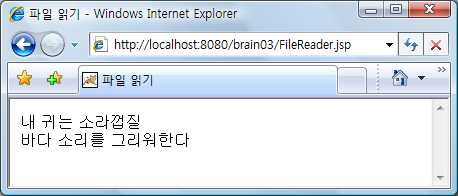 파일 읽기 - Windows Internet Explorer
http://localhost:8080/brain03/FileReader.jsp
파일 읽기
내 귀는 소라껍질
바다 소리를 그리워한다